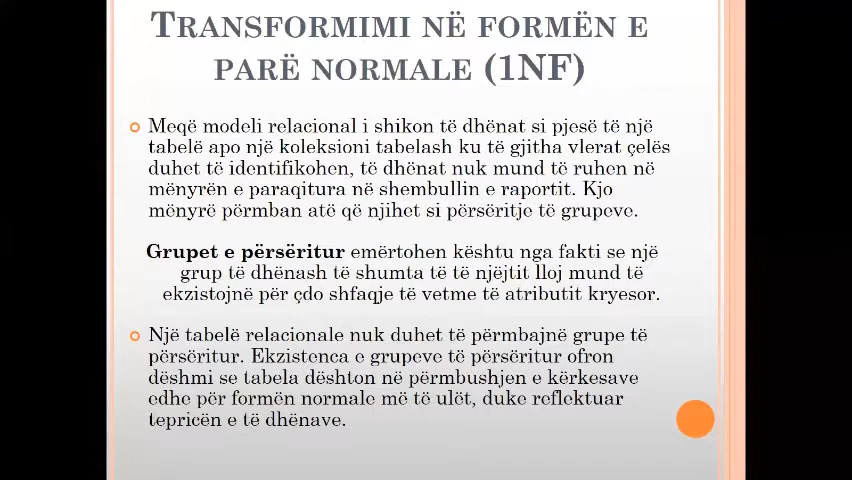 TRANSFORMIMI NË FORMËN E
PARË NORMALE (1NF)
Meqë modeli relacional i shikon të dhënat si pjesë të një
tabelë apo një koleksioni tabelash ku të gjitha vlerat çelës
duhet të identifikohen, të dhënat nuk mund të ruhen në
mënyrën e paraqitura në shembullin e raportit. Kjo
mënyrë përmban atë që njihet si përsëritje të grupeve.
Grupet e përsëritur emërtohen kështu nga fakti se një
grup të dhënash të shumta të të njëjtit lloj mund të
ekzistojnë për çdo shfaqje të vetme të atributit kryesor.
Një tabelë relacionale nuk duhet të përmbajnë grupe të
përsëritur. Ekzistenca e grupeve të përsëritur ofron
dëshmi se tabela dështon në përmbushjen e kërkesave
edhe për formën normale më të ulët, duke reflektuar
tepricën e të dhënave.